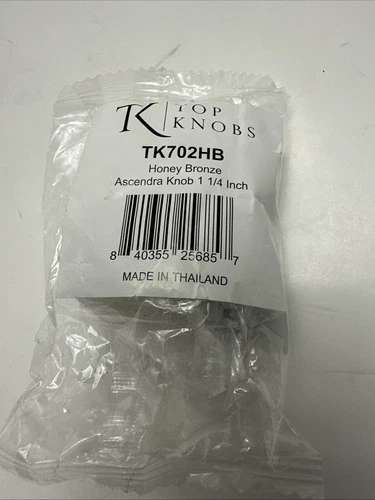 TK TOP
KNOBS
TK702HB
Honey Bronze
Ascendra Knob 1 1/4 Inch
8 40355 25685 7
MADE IN THAILAND